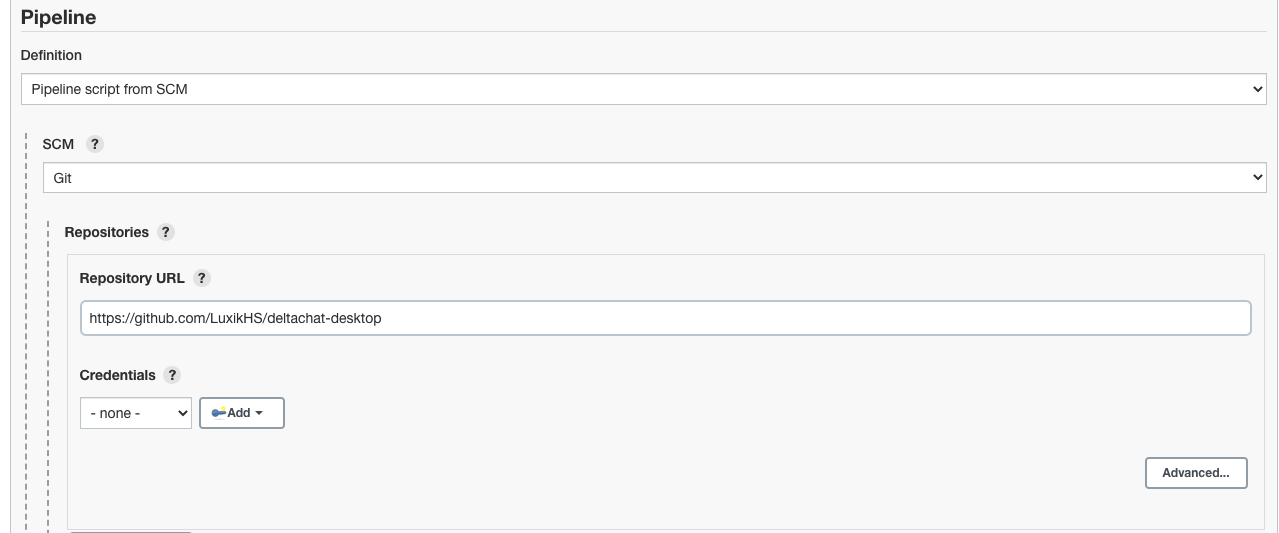 Pipeline
Definition
Pipeline script from SCM
SCM ?
Git
Repositories ?
Repository URL ?
https://github.com/LuxikHS/deltachat-desktop
Credentials ?
- none - Add
Advanced...